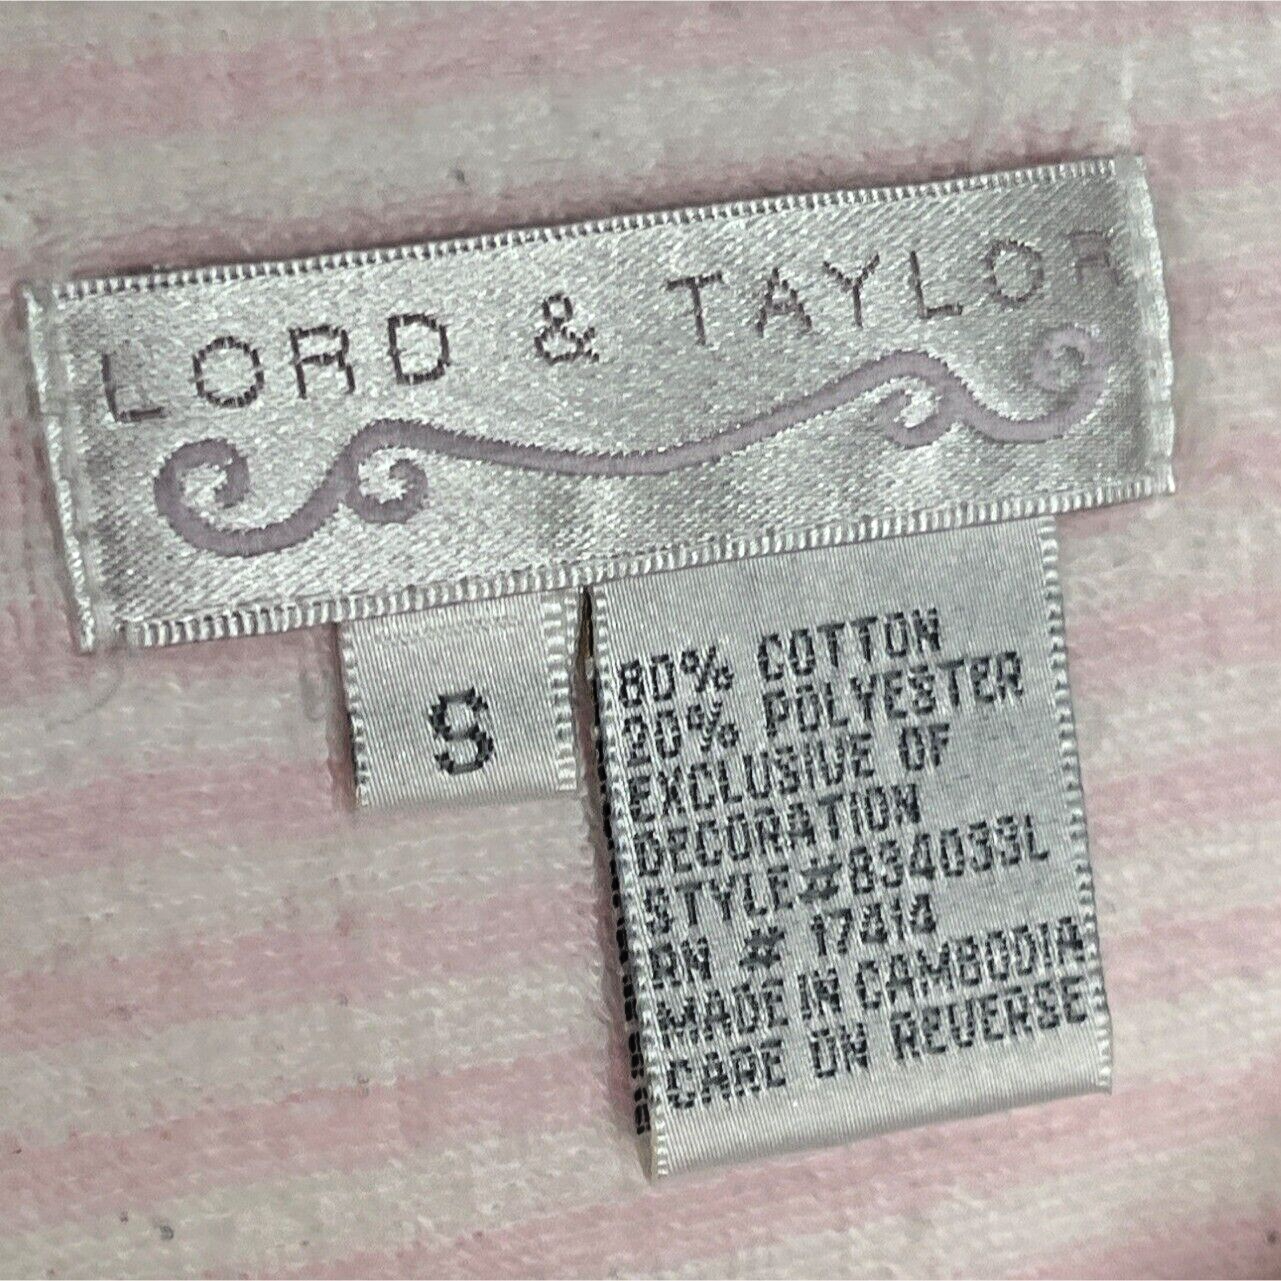 LORD & TAYLOR
S
80% COTTON
20% POLYESTER
EXCLUSIVE OF
DECORATION
STYLE#834033L
RN # 17414
MADE IN CAMBODIA
CARE ON REVERSE